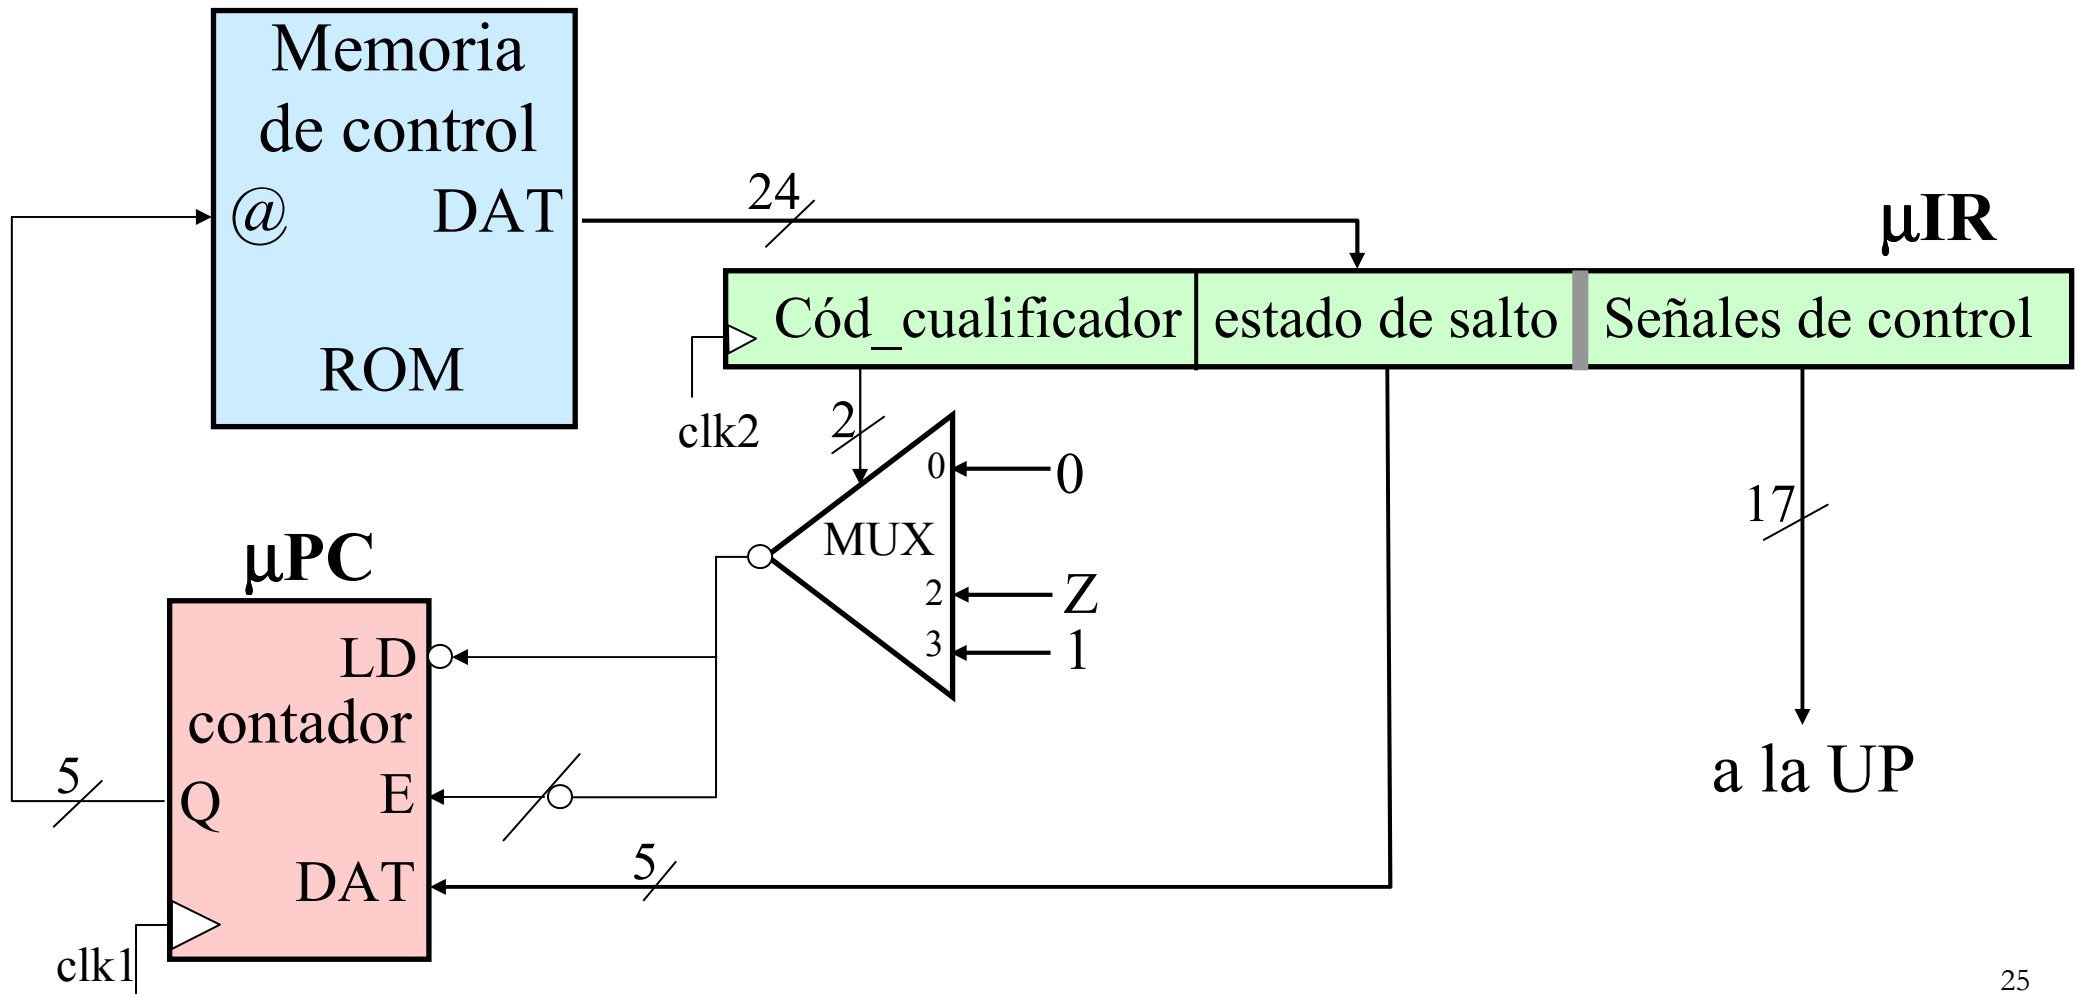 Memoria
de control
@ DAT
ROM
24
μIR
Cód_cualificador estado de salto Señales de control
clk2
2
0 0
MUX
2 Z
3 1
17
a la UP
μPC
LD
contador
Q E
5
DAT
5
clk1
25